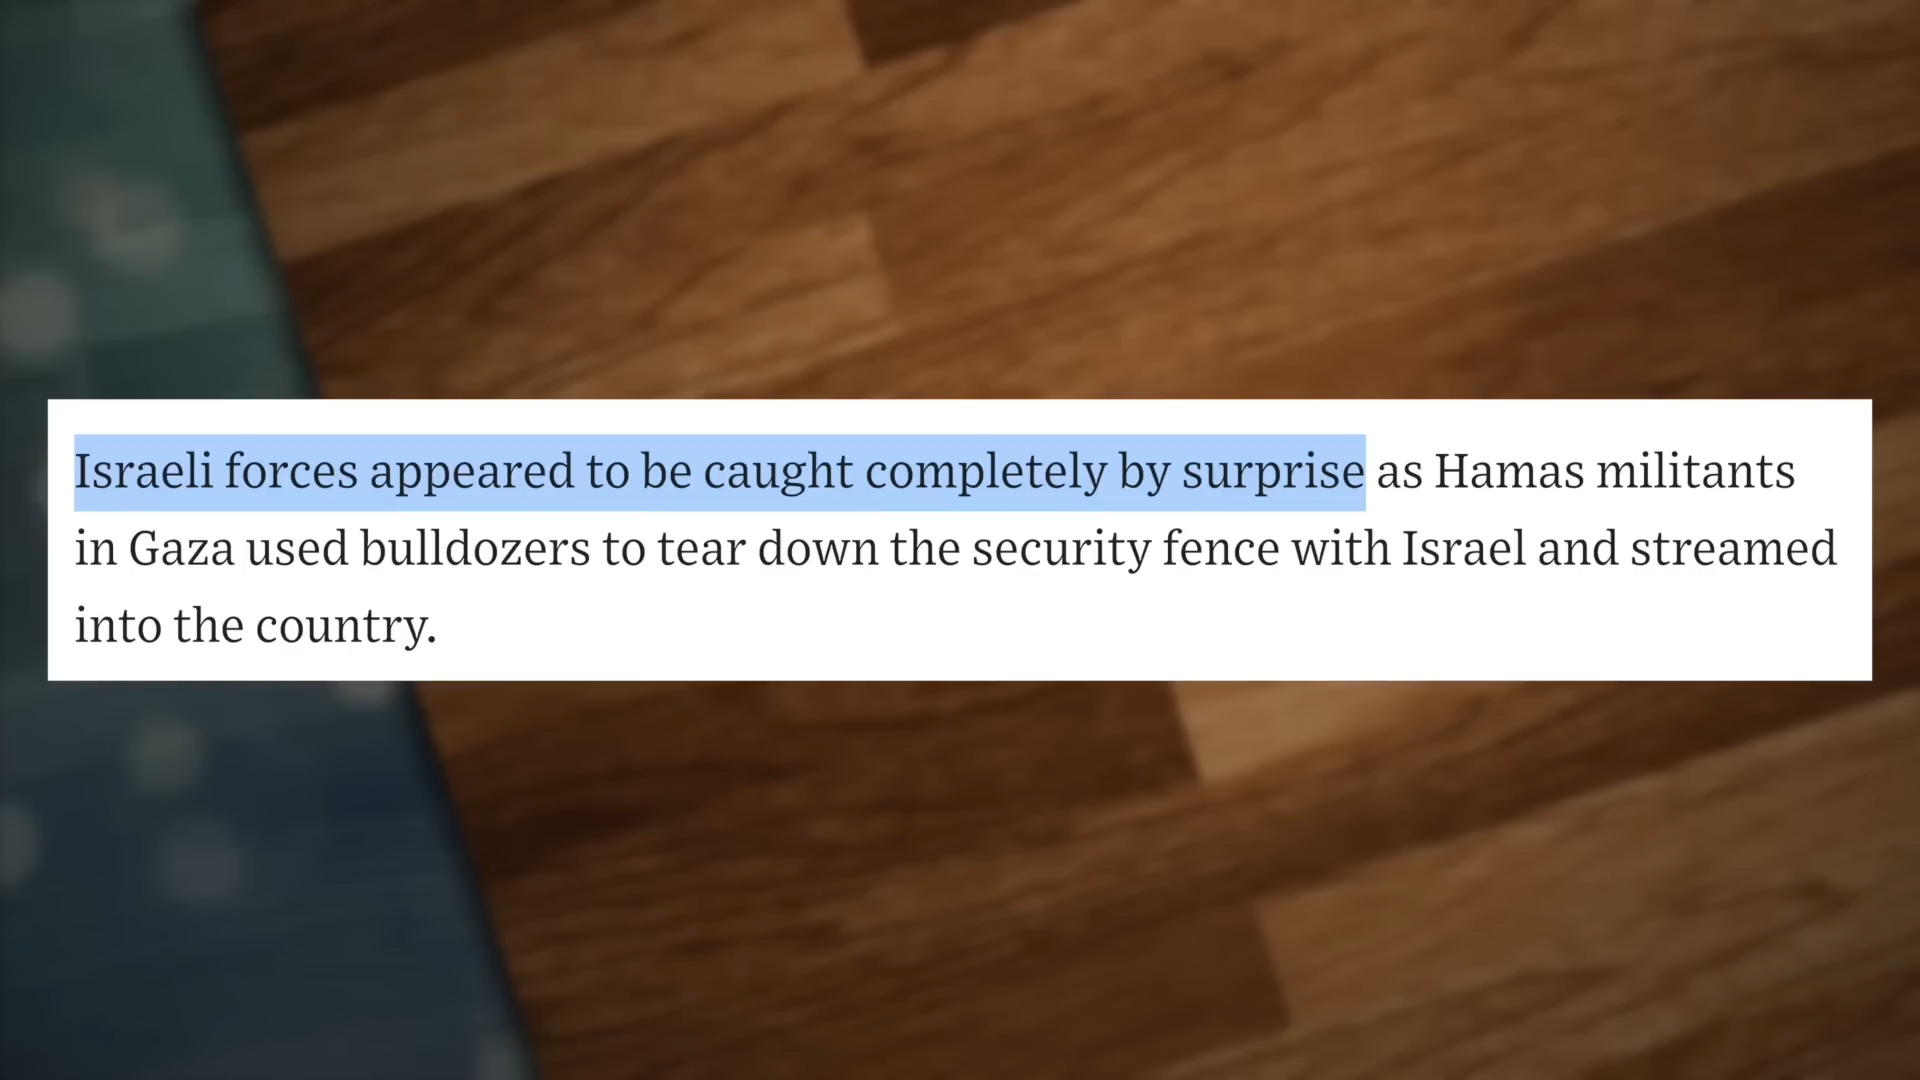 Israeli forces appeared to be caught completely by surprise as Hamas militants
in Gaza used bulldozers to tear down the security fence with Israel and streamed
into the country.